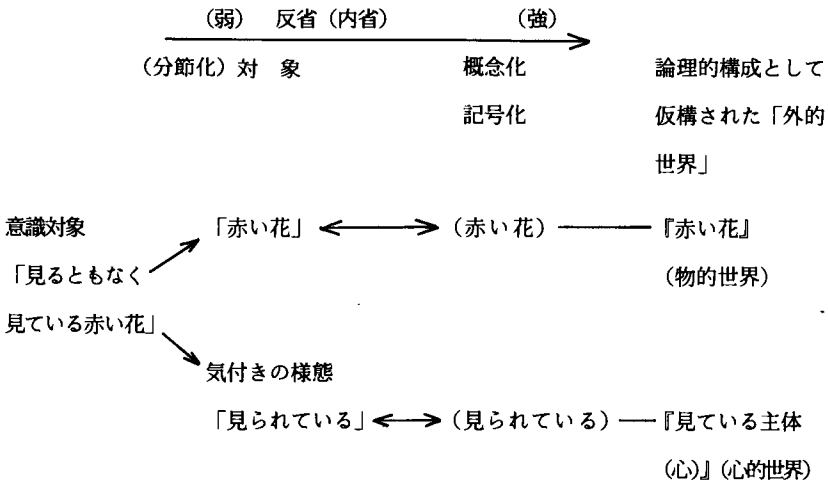 (弱) 反省(内省) (強)
(分節化)対 象 概念化 論理的構成として
記号化 仮構された「外的
世界」
意識対象 「赤い花」 (赤い花) 『赤い花』
「見るともなく (物的世界)
見ている赤い花」
気付きの様態
「見られている」 (見られている) 『見ている主体
(心)』(心的世界)